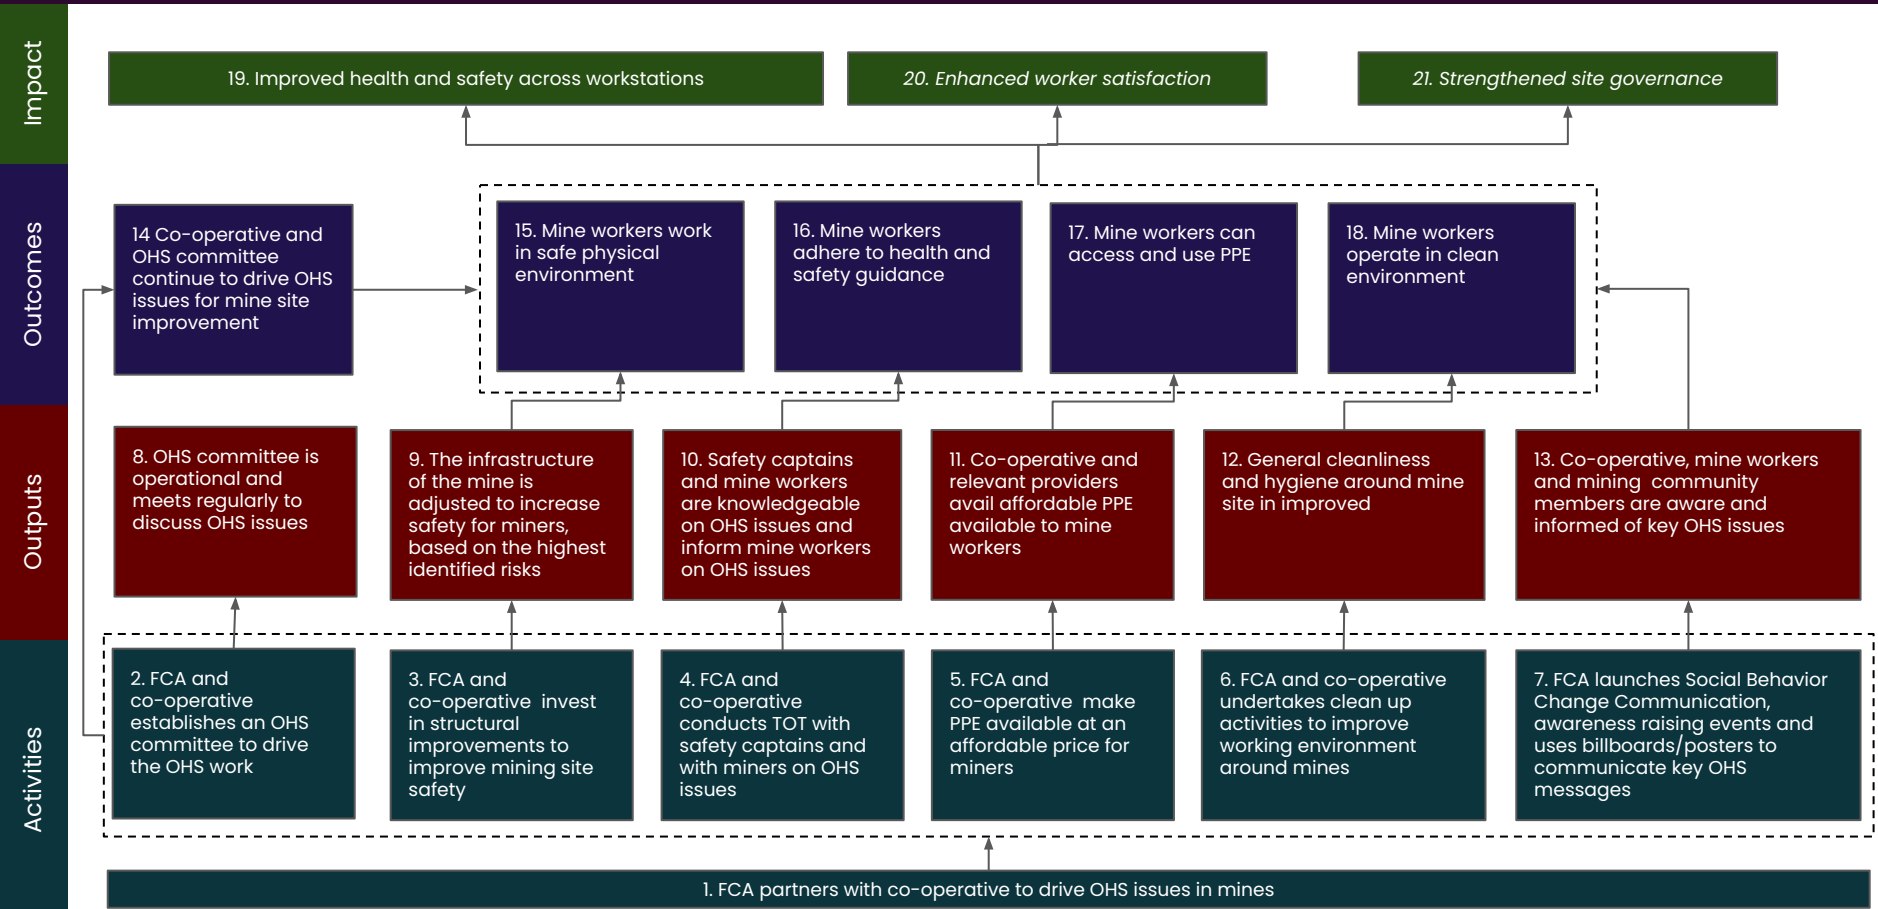 Impact
19. Improved health and safety across workstations
20. Enhanced worker satisfaction
21. Strengthened site governance
Outcomes
14 Co-operative and
OHS committee
continue to drive OHS
issues for mine site
improvement
15. Mine workers work
in safe physical
environment
16. Mine workers
adhere to health and
safety guidance
17. Mine workers can
access and use PPE
18. Mine workers
operate in clean
environment
Outputs
8. OHS committee is
operational and
meets regularly to
discuss OHS issues
9. The infrastructure
of the mine is
adjusted to increase
safety for miners,
based on the highest
identified risks
10. Safety captains
and mine workers
are knowledgeable
on OHS issues and
inform mine workers
on OHS issues
11. Co-operative and
relevant providers
avail affordable PPE
available to mine
workers
12. General cleanliness
and hygiene around mine
site in improved
13. Co-operative, mine workers
and mining  community
members are aware and
informed of key OHS issues
Activities
2. FCA and
co-operative
establishes an OHS
committee to drive
the OHS work
3. FCA and
co-operative  invest
in structural
improvements to
improve mining site
safety
4. FCA and
co-operative
conducts TOT with
safety captains and
with miners on OHS
issues
5. FCA and
co-operative  make
PPE available at an
affordable price for
miners
6. FCA and co-operative
undertakes clean up
activities to improve
working environment
around mines
7. FCA launches Social Behavior
Change Communication,
awareness raising events and
uses billboards/posters to
communicate key OHS
messages
1. FCA partners with co-operative to drive OHS issues in mines